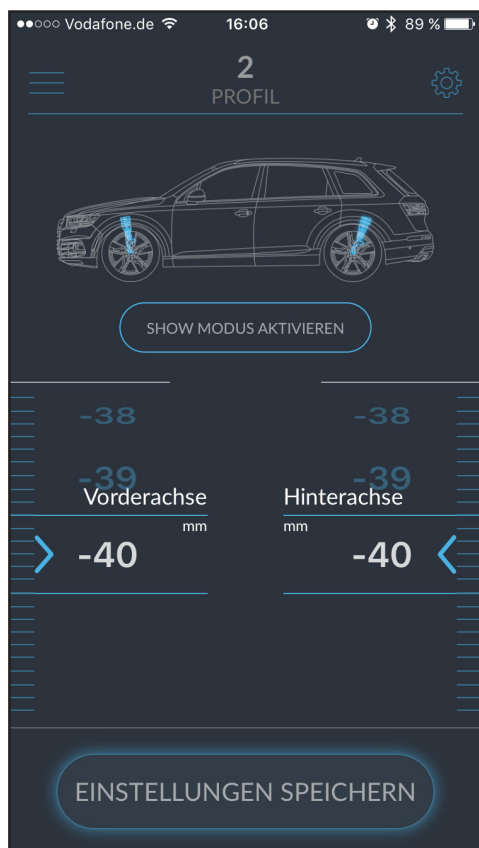 Vodafone.de 16:06 89 %
2
PROFIL
SHOW MODUS AKTIVIEREN
-38 -38
-39 -39
Vorderachse Hinterachse
mm mm
-40 -40
EINSTELLUNGEN SPEICHERN